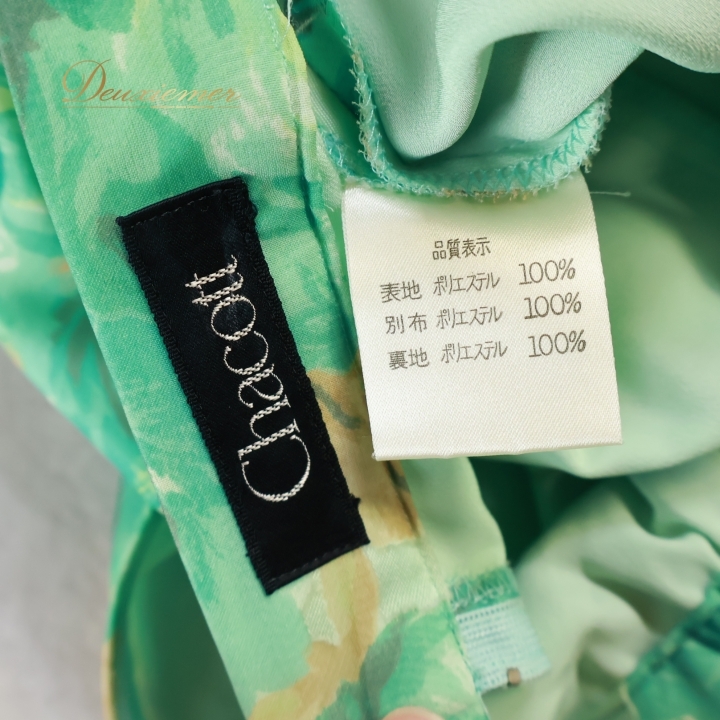 Deuxiemer
Chacott
品質表示
表地 ポリエステル 100%
別布 ポリエステル 100%
裏地 ポリエステル 100%